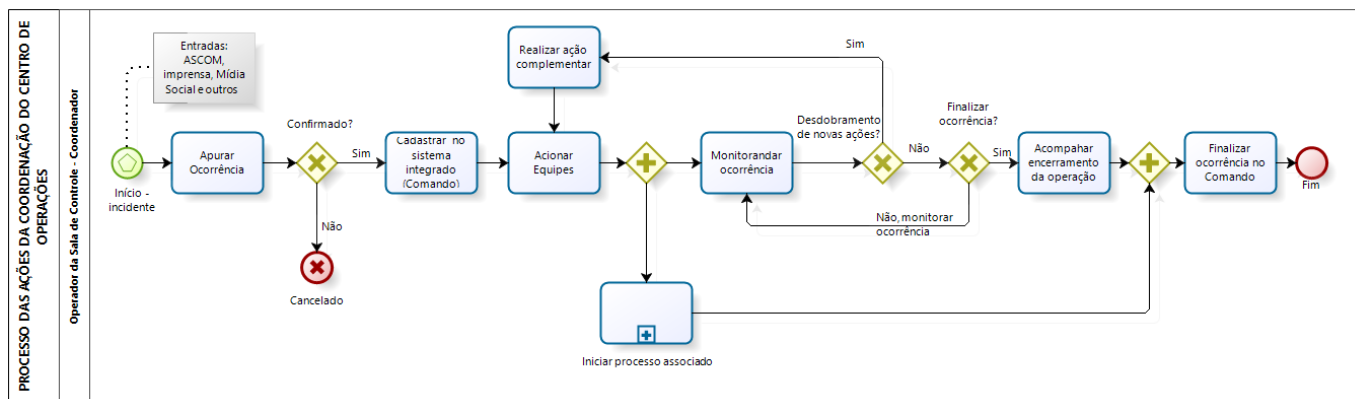 PROCESSO DAS AÇÕES DA COORDENAÇÃO DO CENTRO DE
OPERAÇÕES
Operador da Sala de Controle - Coordenador
Entradas:
ASCOM,
imprensa, Mídia
Social e outros
Início -
incidente
Apurar
Ocorrência
Confirmado?
Sim
Não
Cancelado
Cadastrar no
sistema
integrado
(Comando)
Realizar ação
complementar
Acionar
Equipes
Iniciar processo associado
Monitorandar
ocorrência
Sim
Desdobramento
de novas ações?
Não
Não, monitorar
ocorrência
Finalizar
ocorrência?
Sim
Acompahar
encerramento
da operação
Finalizar
ocorrência no
Comando
Fim